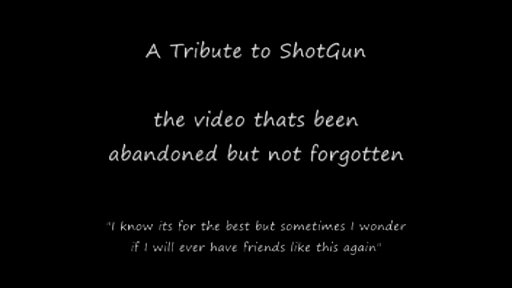 A Tribute to ShotGun
the video thats been
abandoned but not forgotten
"I know its for the best but sometimes I wonder
if I will ever have friends like this again"